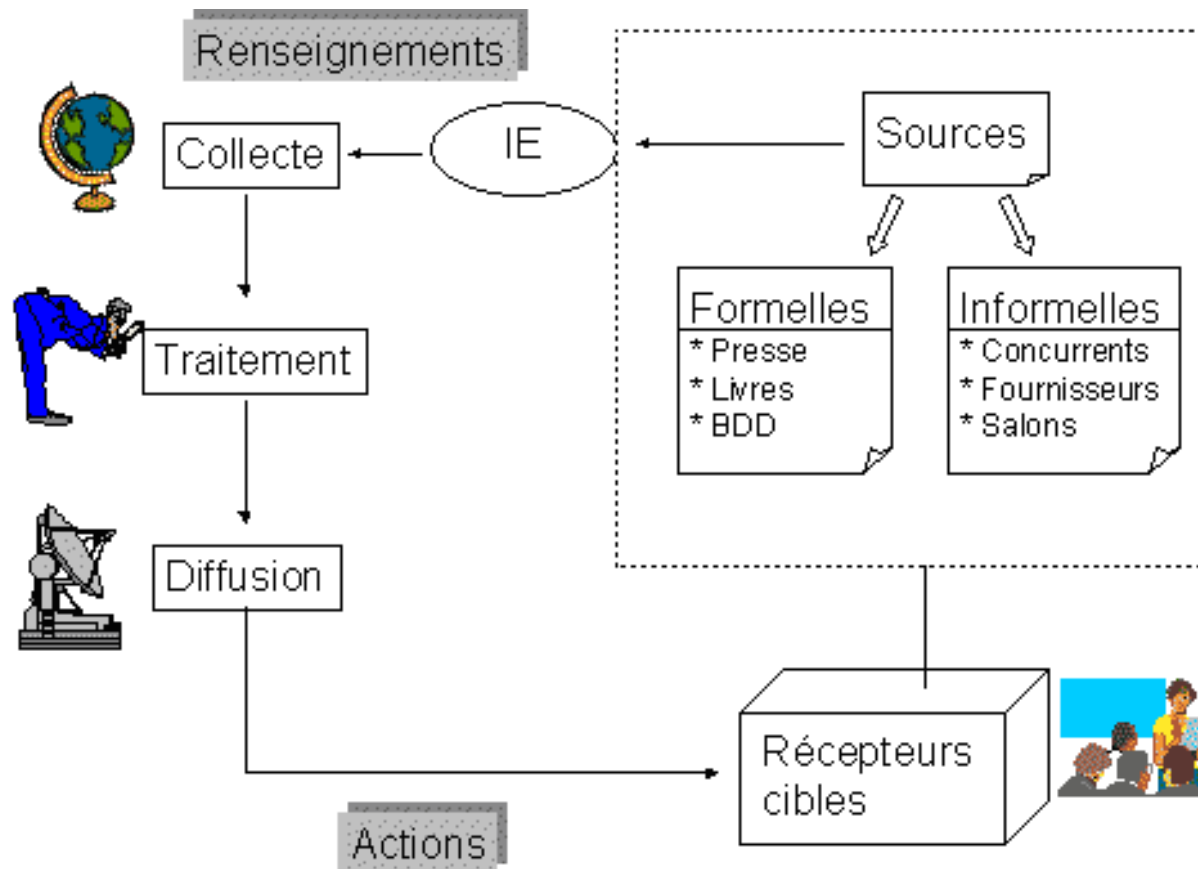 Renseignements
Collecte
IE
Sources
Formelles
* Presse
* Livres
* BDD
Informelles
* Concurrents
* Fournisseurs
* Salons
Traitement
Diffusion
Récepteurs
cibles
Actions